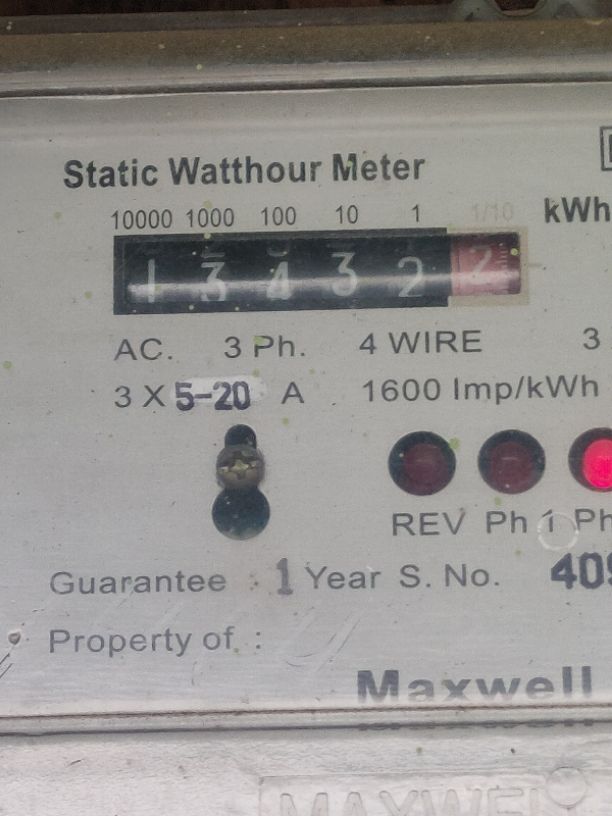 Static Watthour Meter
10000 1000 100 10 1 1/10 kWh
1 3 4 3 2 2
AC. 3 Ph. 4 WIRE 3
3 X 5-20 A 1600 Imp/kWh
REV Ph 1 Ph
Guarantee : 1 Year S. No. 409
Property of :
Maxwell
MAXWEL